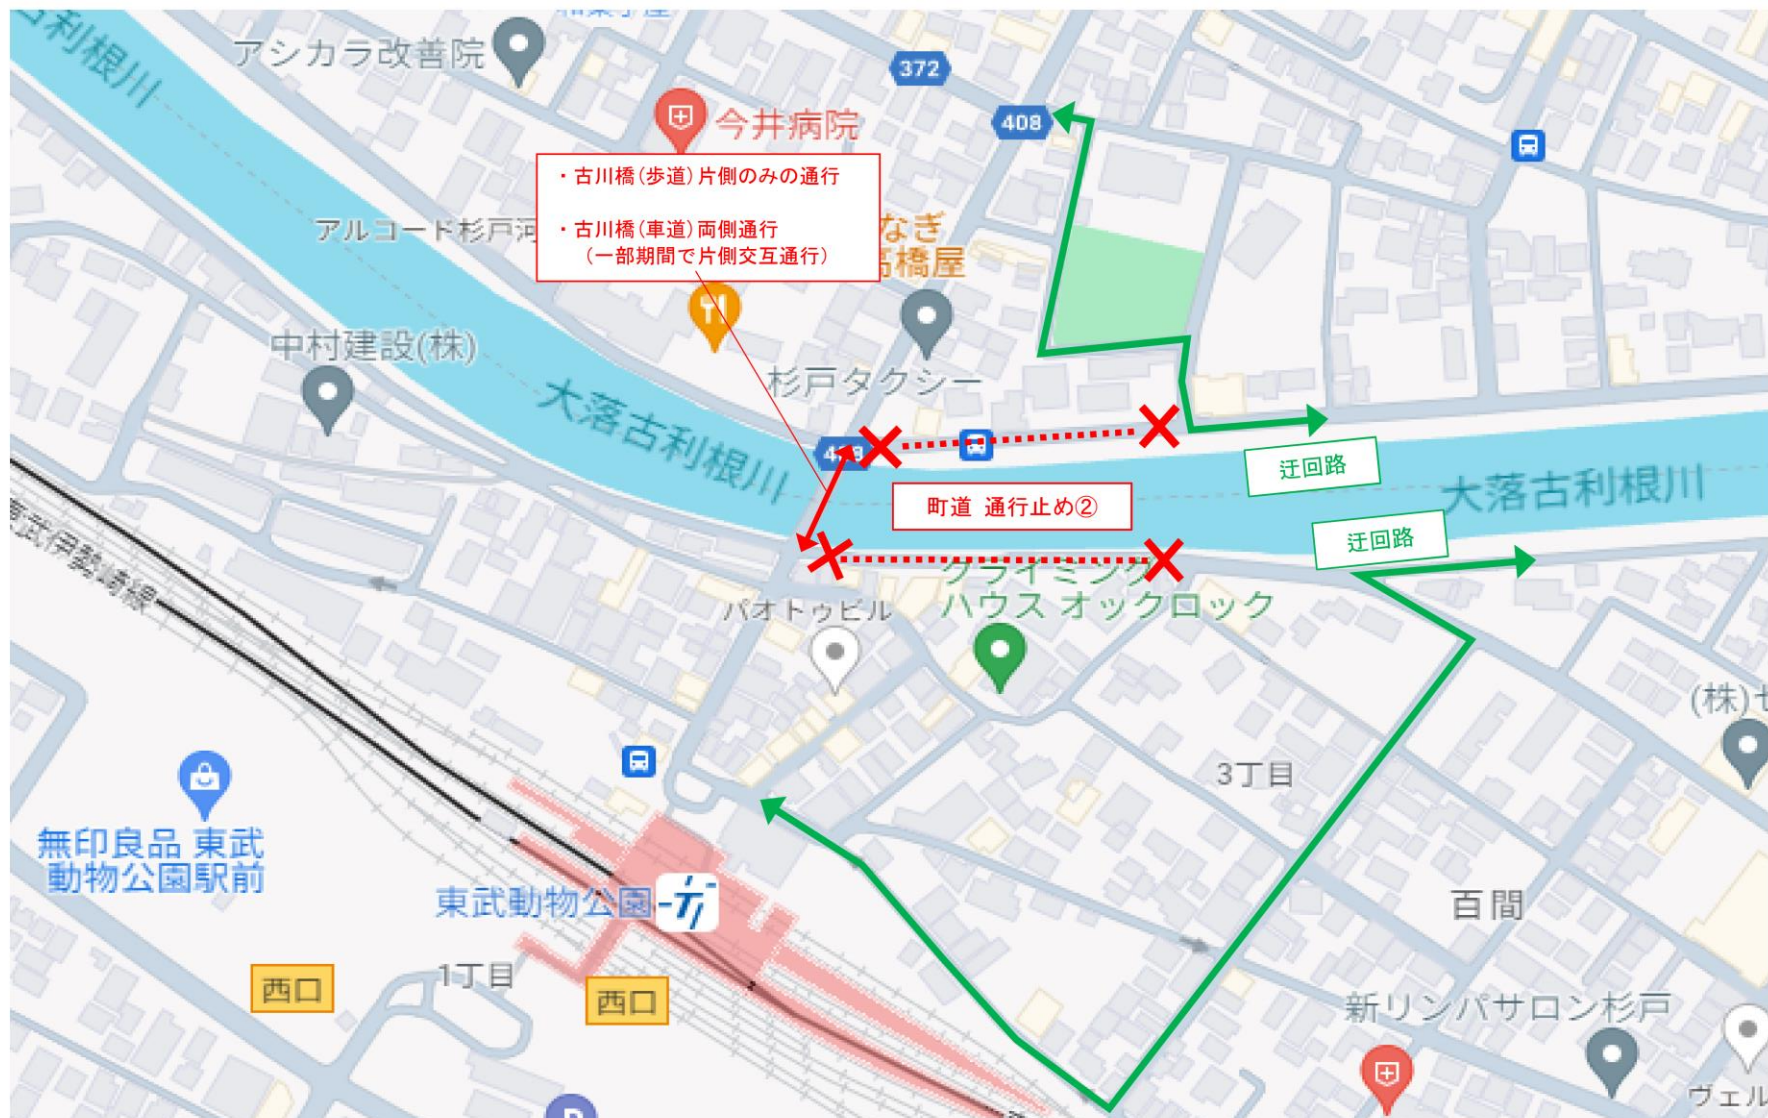 アシカラ改善院
372
408
今井病院
・古川橋(歩道)片側のみの通行
・古川橋(車道)両側通行
(一部期間で片側交互通行)
アルコード杉戸河
なぎ
高橋屋
中村建設(株)
杉戸タクシー
古利根川
大落古利根川
町道 通行止め②
迂回路
大落古利根川
迂回路
東武伊勢崎線
パオトゥビル
クライミング
ハウス オックロック
(株)セ
3丁目
無印良品 東武
動物公園駅前
東武動物公園
百間
西口
1丁目
西口
新リンパサロン杉戸
ヴェル